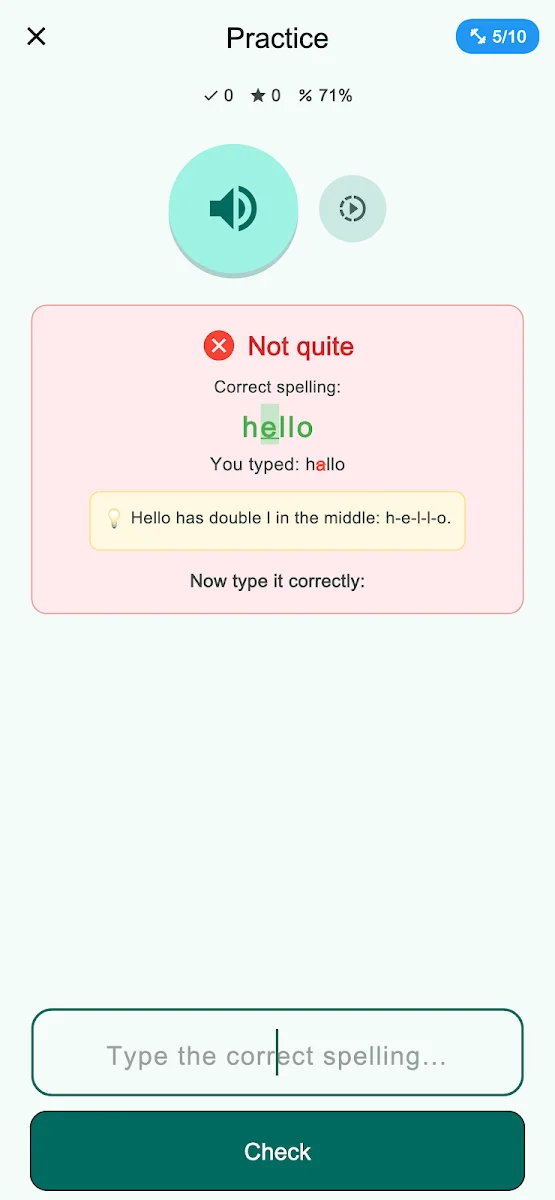 Practice
5/10
0 0 % 71%
Not quite
Correct spelling:
hello
You typed: hallo
Hello has double l in the middle: h-e-l-l-o.
Now type it correctly:
Type the correct spelling...
Check